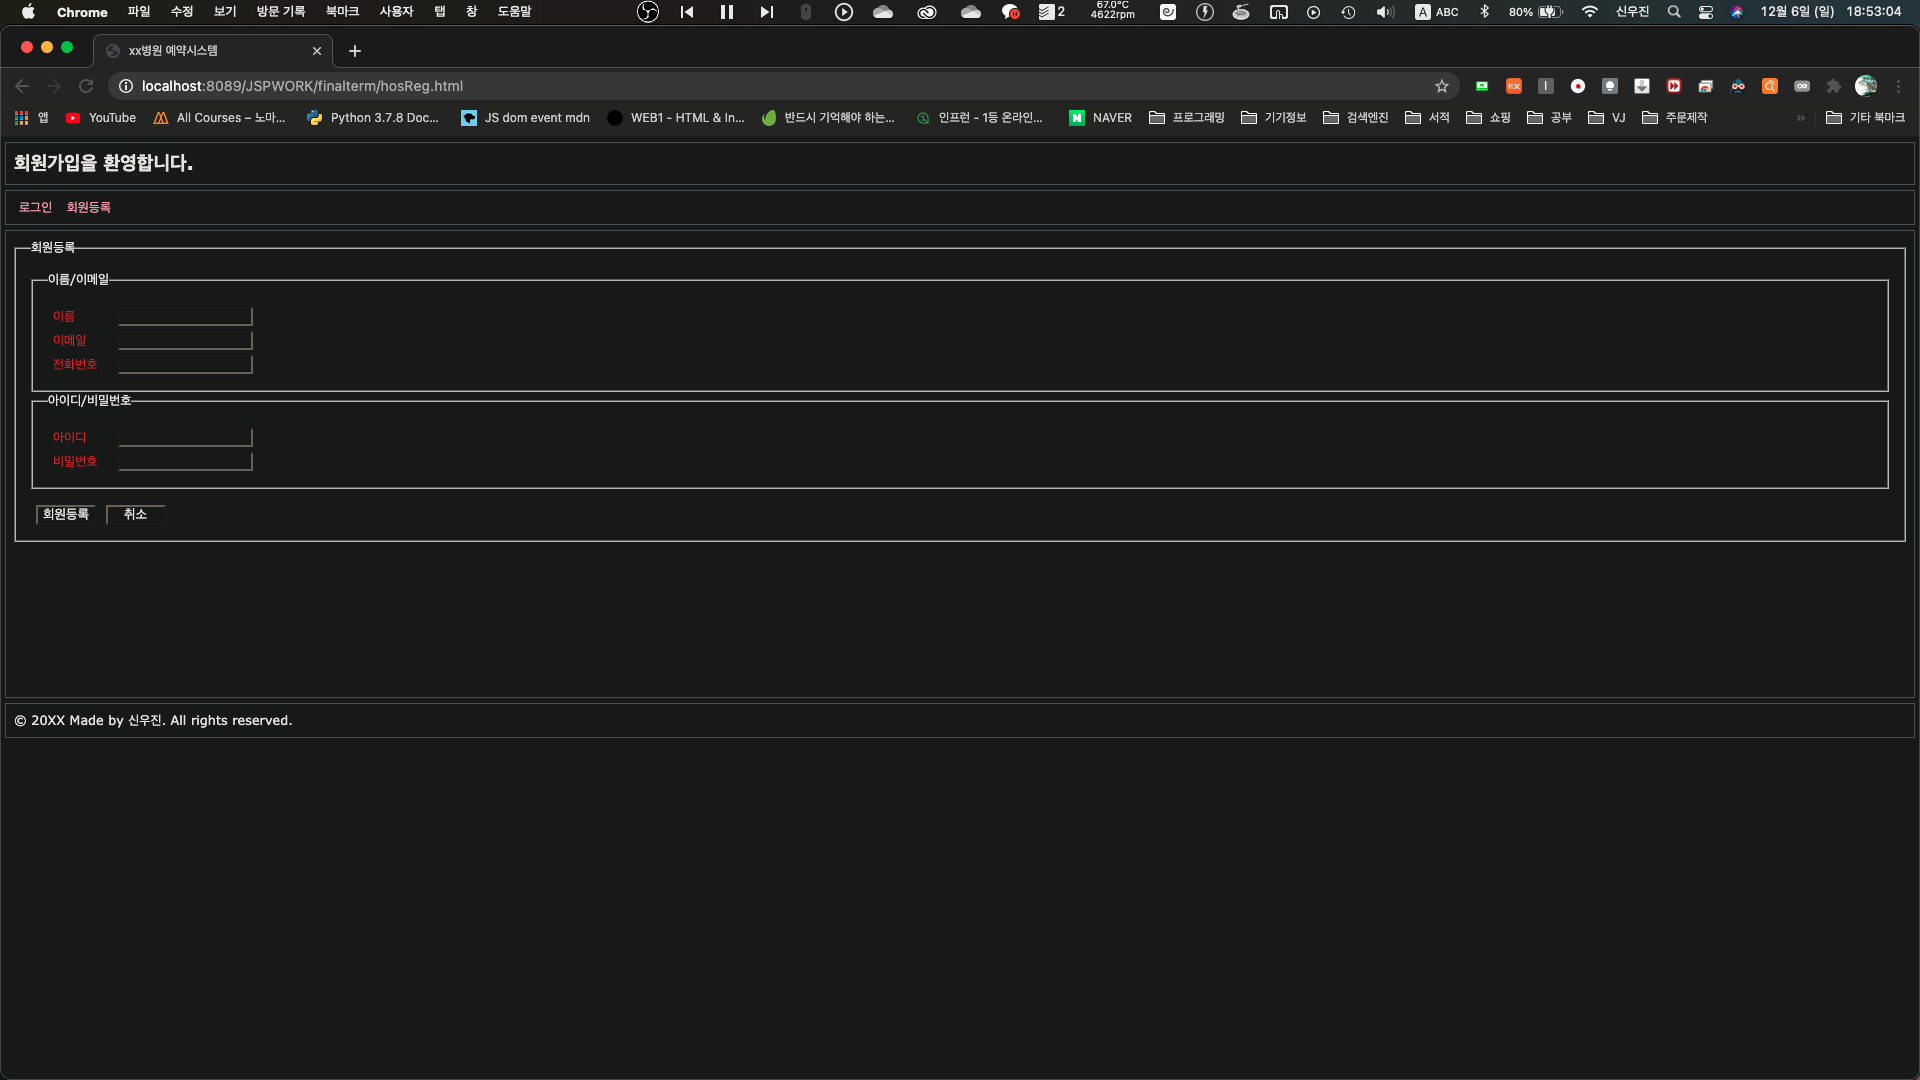 Chrome 파일 수정 보기 방문 기록 북마크 사용자 탭 창 도움말 2 67.0°C 4622rpm A ABC 80% 신우진 12월 6일 (일) 18:53:04
xx병원 예약시스템
localhost:8089/JSPWORK/finalterm/hosReg.html
앱 YouTube All Courses – 노마... Python 3.7.8 Doc... JS dom event mdn WEB1 - HTML & In... 반드시 기억해야 하는... 인프런 - 1등 온라인... N NAVER 프로그래밍 기기정보 검색엔진 서적 쇼핑 공부 VJ 주문제작 » 기타 북마크
회원가입을 환영합니다.
로그인 회원등록
회원등록
이름/이메일
이름
이메일
전화번호
아이디/비밀번호
아이디
비밀번호
회원등록 취소
© 20XX Made by 신우진. All rights reserved.